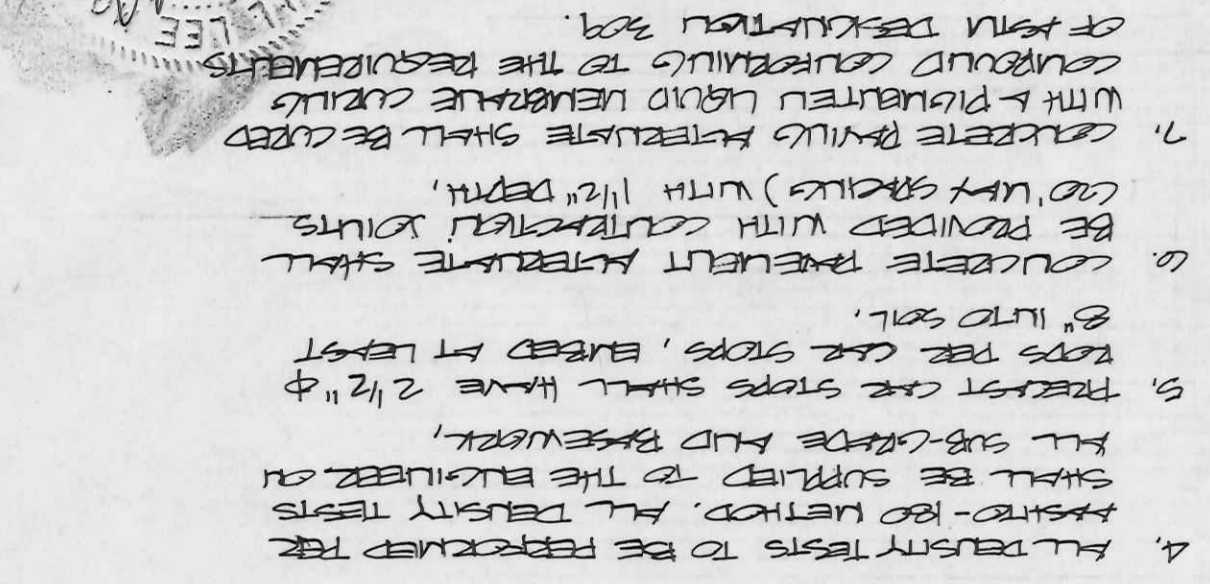 4. ALL DENSITY TESTS TO BE PERFORMED PER
AASHTO-180 METHOD. ALL DENSITY TESTS
SHALL BE SUPPLIED TO THE ENGINEER ON
ALL SUB-GRADE AND BASEWORK.
5. PRECAST CAR STOPS SHALL HAVE 2 1/2" φ
RODS PER CAR STOPS, EMBED AT LEAST
8" INTO SOIL.
6. CONCRETE PAVEMENT ALTERNATE SHALL
BE PROVIDED WITH CONTRACTION JOINTS
(20' MAX SPACING) WITH 1 1/2" DEPTH.
7. CONCRETE PAVING ALTERNATE SHALL BE CURED
WITH A PIGMENTED LIQUID MEMBRANE CURING
COMPOUND CONFORMING TO THE REQUIREMENTS
OF ASTM DESIGNATION 309.
LEE